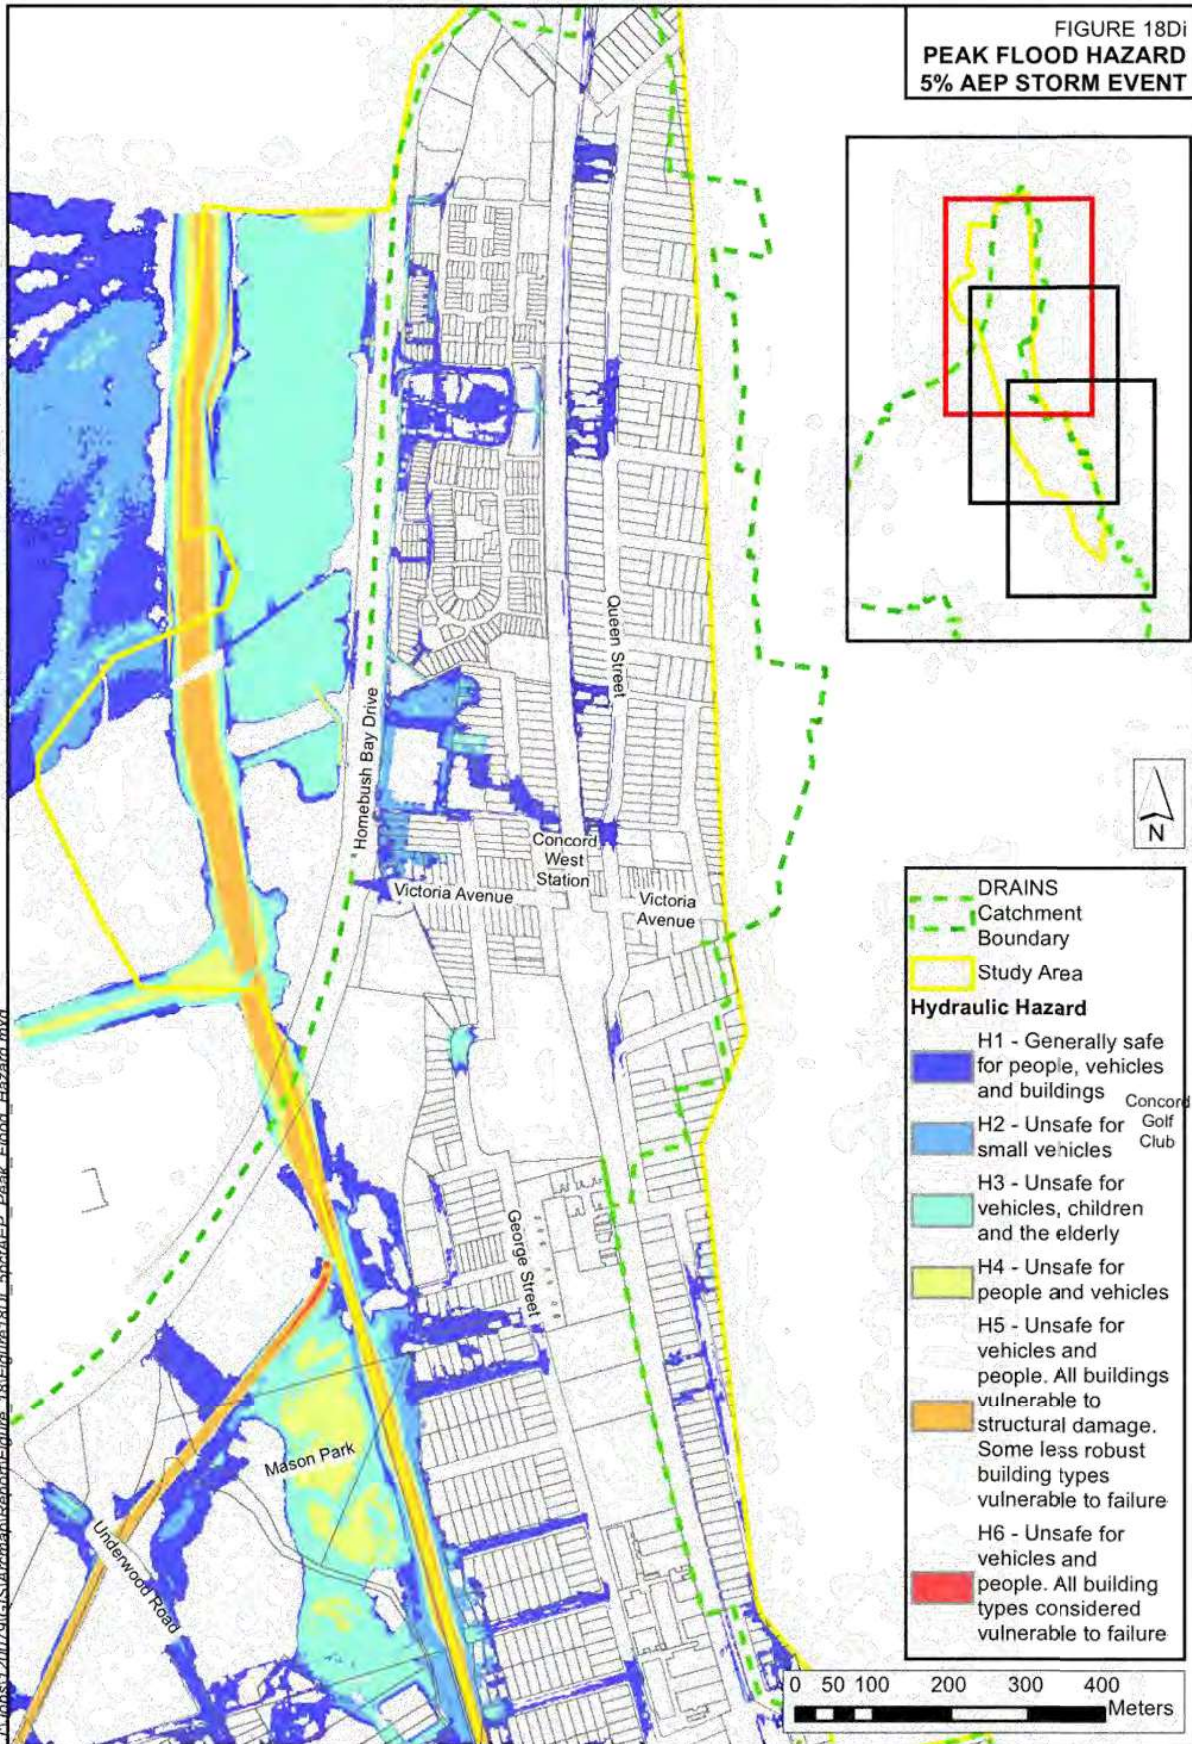 FIGURE 18Di
PEAK FLOOD HAZARD
5% AEP STORM EVENT
Queen Street
Homebush Bay Drive
Concord
West
Station
Victoria Avenue
Victoria
Avenue
George Street
Mason Park
Underwood Road
N
DRAINS
Catchment
Boundary
Study Area
Hydraulic Hazard
H1 - Generally safe
for people, vehicles
and buildings
Concord
Golf
Club
H2 - Unsafe for
small vehicles
H3 - Unsafe for
vehicles, children
and the elderly
H4 - Unsafe for
people and vehicles
H5 - Unsafe for
vehicles and
people. All buildings
vulnerable to
structural damage.
Some less robust
building types
vulnerable to failure
H6 - Unsafe for
vehicles and
people. All building
types considered
vulnerable to failure
0 50 100 200 300 400
Meters